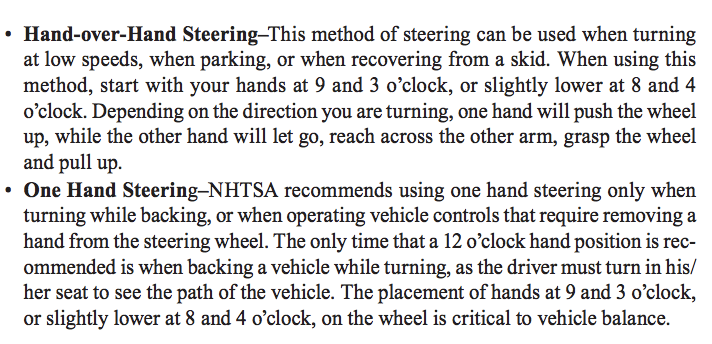 • Hand-over-Hand Steering–This method of steering can be used when turning
at low speeds, when parking, or when recovering from a skid. When using this
method, start with your hands at 9 and 3 o’clock, or slightly lower at 8 and 4
o’clock. Depending on the direction you are turning, one hand will push the wheel
up, while the other hand will let go, reach across the other arm, grasp the wheel
and pull up.
• One Hand Steering–NHTSA recommends using one hand steering only when
turning while backing, or when operating vehicle controls that require removing a
hand from the steering wheel. The only time that a 12 o’clock hand position is rec-
ommended is when backing a vehicle while turning, as the driver must turn in his/
her seat to see the path of the vehicle. The placement of hands at 9 and 3 o’clock,
or slightly lower at 8 and 4 o’clock, on the wheel is critical to vehicle balance.